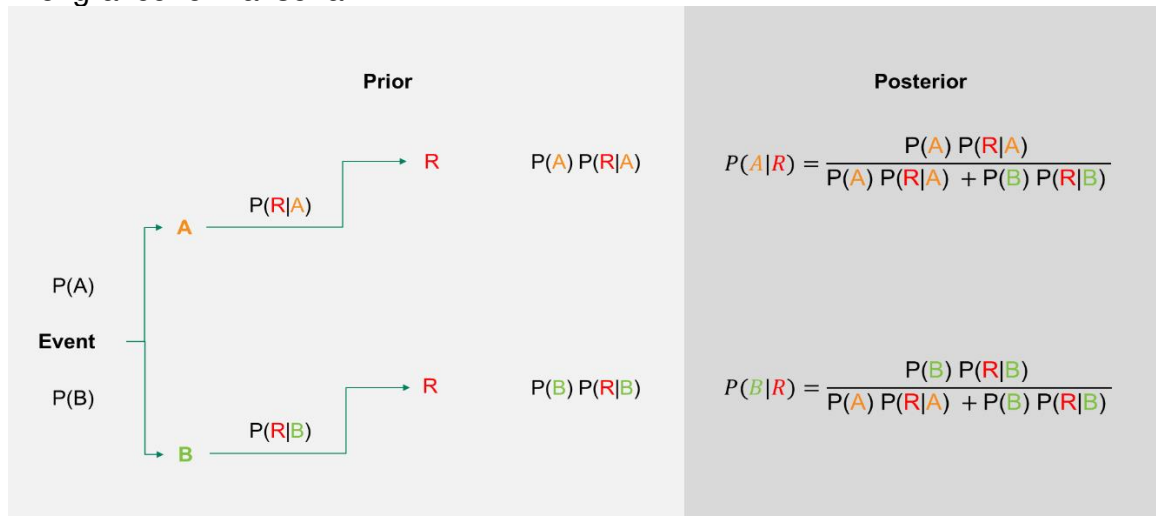 Prior
Posterior
R
P(A) P(R|A)
P(A|R) = P(A) P(R|A) / P(A) P(R|A) + P(B) P(R|B)
P(R|A)
A
P(A)
Event
P(B)
R
P(B) P(R|B)
P(B|R) = P(B) P(R|B) / P(A) P(R|A) + P(B) P(R|B)
P(R|B)
B